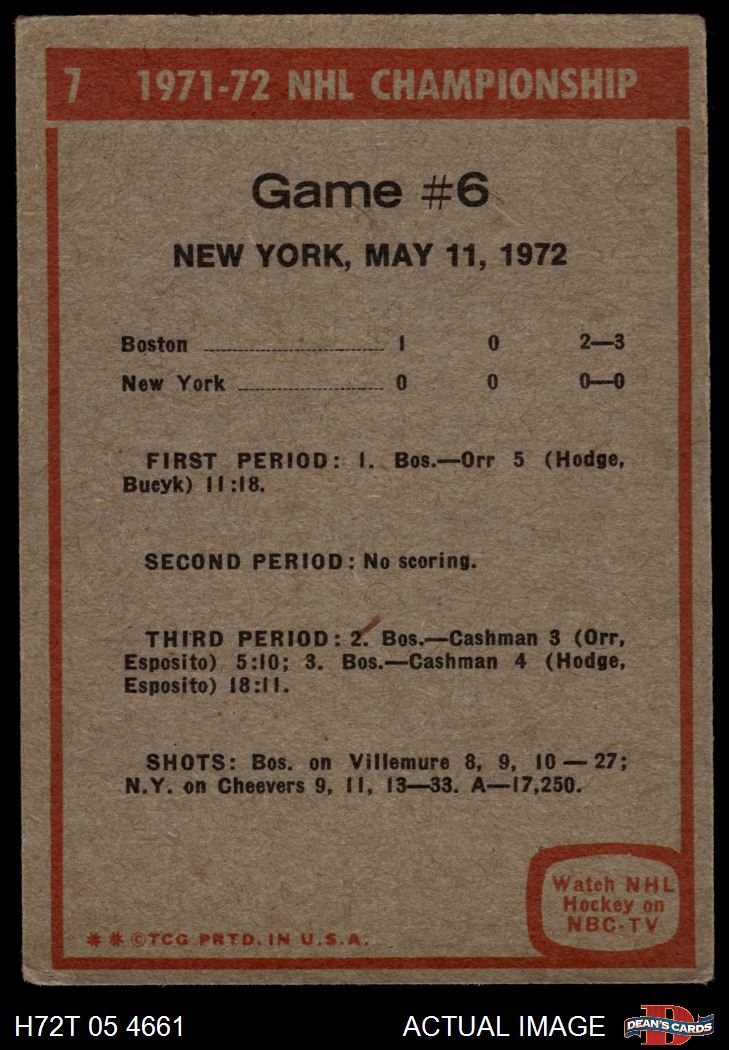 7 1971-72 NHL CHAMPIONSHIP
Game #6
NEW YORK, MAY 11, 1972
Boston 1 0 2—3
New York 0 0 0—0
FIRST PERIOD: 1. Bos.—Orr 5 (Hodge,
Bucyk) 11:18.
SECOND PERIOD: No scoring.
THIRD PERIOD: 2. Bos.—Cashman 3 (Orr,
Esposito) 5:10; 3. Bos.—Cashman 4 (Hodge,
Esposito) 18:11.
SHOTS: Bos. on Villemure 8, 9, 10—27;
N.Y. on Cheevers 9, 11, 13—33. A—17,250.
Watch NHL
Hockey on
NBC-TV
* * ©TCG PRTD. IN U.S.A.
H72T 05 4661 ACTUAL IMAGE
D
DEAN'S CARDS